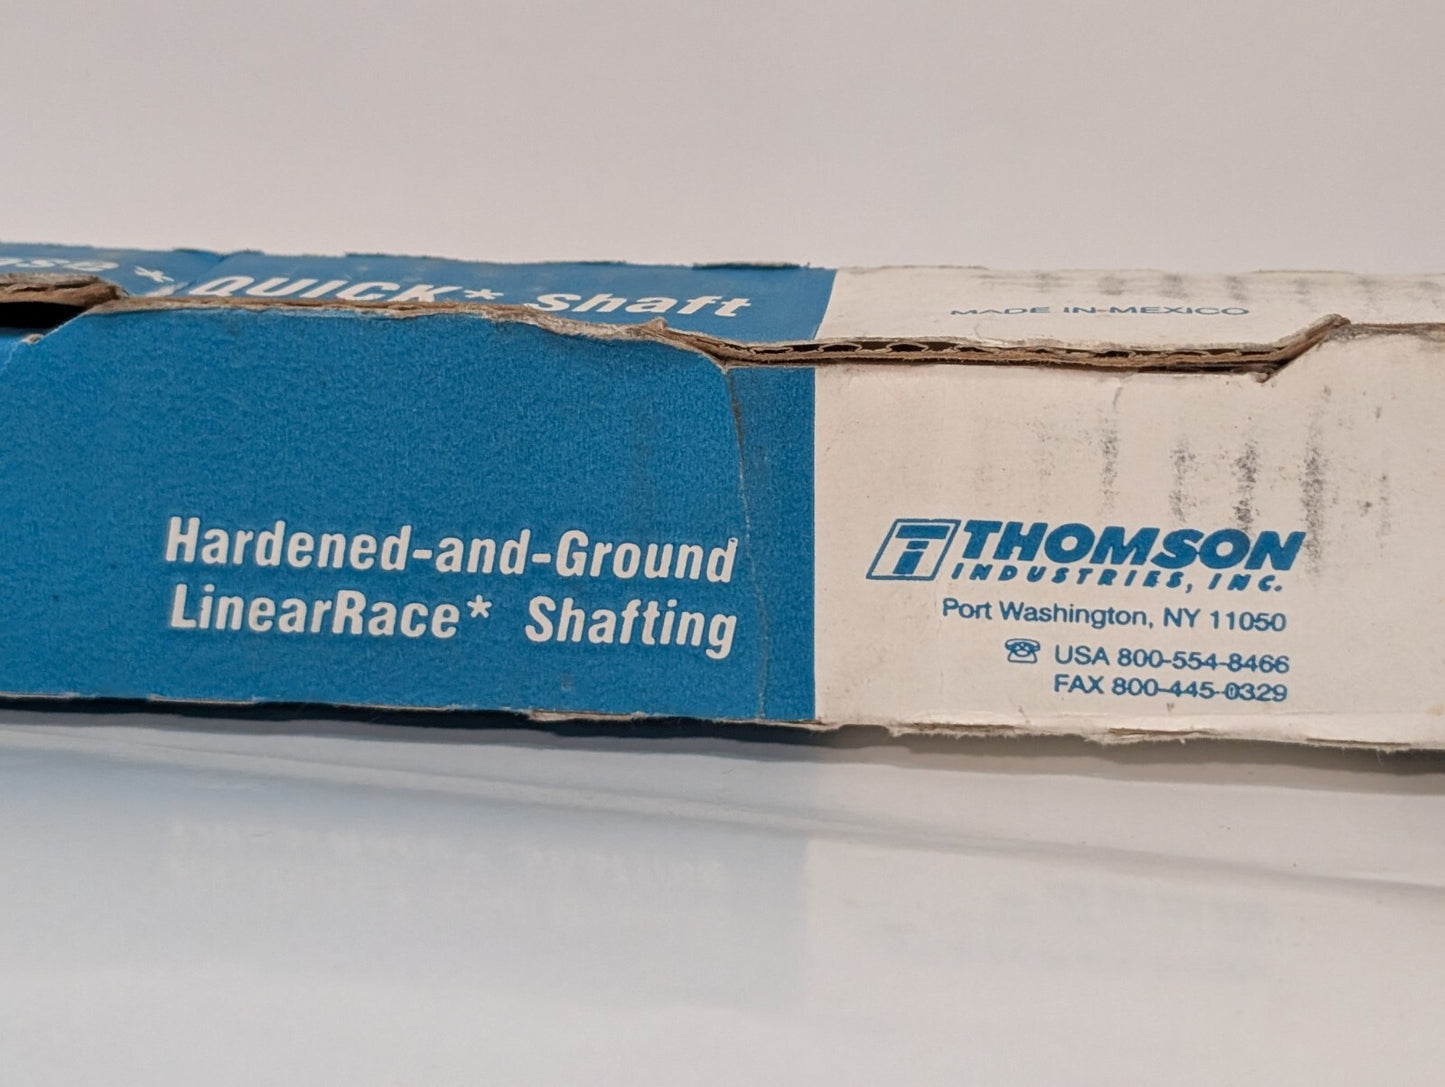 QUICK* Shaft
MADE IN MEXICO
Hardened-and-Ground
LinearRace* Shafting
THOMSON
INDUSTRIES, INC.
Port Washington, NY 11050
USA 800-554-8466
FAX 800-445-0329